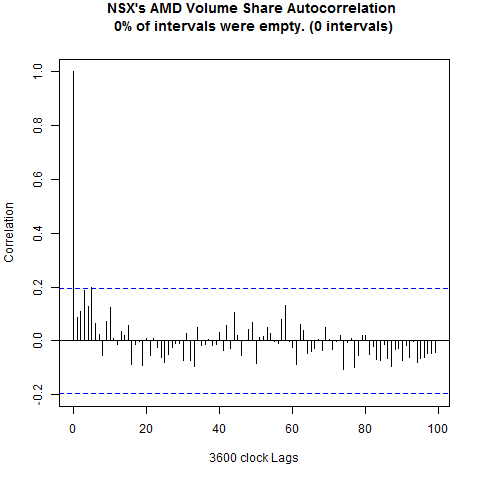 NSX's AMD Volume Share Autocorrelation
0% of intervals were empty. (0 intervals)
1.0
0.8
0.6
0.4
0.2
0.0
-0.2
Correlation
0 20 40 60 80 100
3600 clock Lags